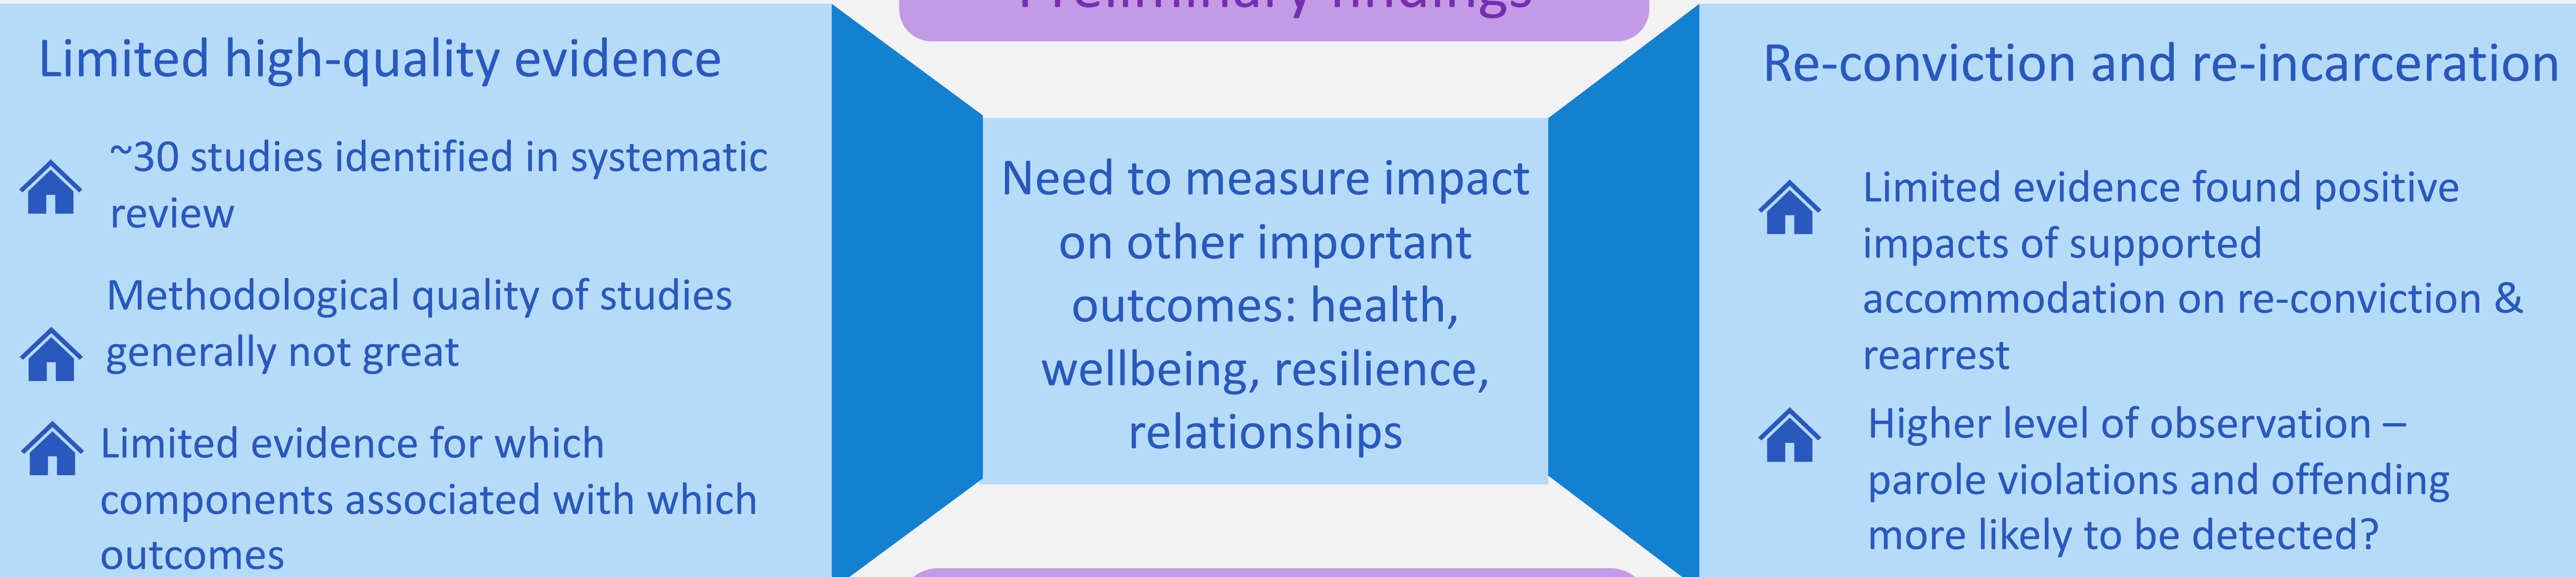 Preliminary findings
Limited high-quality evidence
~30 studies identified in systematic
review
Methodological quality of studies
generally not great
Limited evidence for which
components associated with which
outcomes
Need to measure impact
on other important
outcomes: health,
wellbeing, resilience,
relationships
Re-conviction and re-incarceration
Limited evidence found positive
impacts of supported
accommodation on re-conviction &
rearrest
Higher level of observation –
parole violations and offending
more likely to be detected?